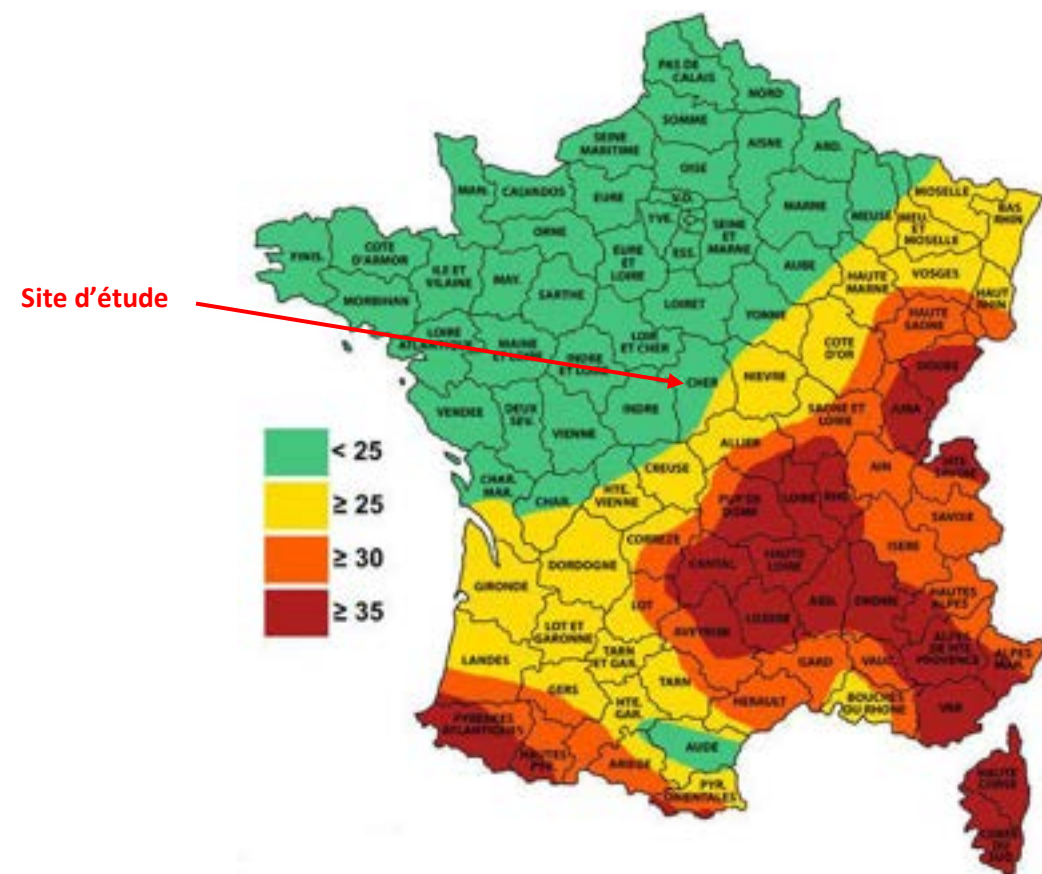 PAS DE
CALAIS
NORD
SOMME
SEINE
MARITIME
AISNE
ARD.
OISE
MAN.
CALVADOS
EURE
V.O.
YVE.
ESS.
SEINE
ET
MARNE
MARNE
MEUSE
MOSELLE
MEU.
ET
MOSELLE
BAS
RHIN
FINIS.
COTE
D'ARMOR
ORNE
EURE
ET
LOIRE
AUBE
HAUTE
MARNE
VOSGES
HAUT
RHIN
ILE ET
VILAINE
MAY.
SARTHE
MORBIHAN
LOIRET
YONNE
Site d'étude
HAUTE
SAONE
LOIRE
ATLANTIQUE
MAINE
ET LOIRE
INDRE
ET LOIRE
LOIR
ET CHER
COTE
D'OR
DOUBS
CHER
NIEVRE
VENDEE
DEUX
SEV.
VIENNE
INDRE
SAONE ET
LOIRE
JURA
ALLIER
< 25
CREUSE
AIN
HTE.
SAVOIE
CHAR.
MAR.
CHAR.
HTE.
VIENNE
PUY DE
DOME
LOIRE
RHO.
≥ 25
SAVOIE
CORREZE
ISERE
≥ 30
DORDOGNE
CANTAL
HAUTE
LOIRE
GIRONDE
≥ 35
LOT
ARD.
DROME
HAUTES
ALPES
LOT ET
GARONNE
AVEYRON
LOZERE
ALPES
DE HTE.
PROVENCE
ALPES
MAR.
LANDES
TARN
ET GAR.
GARD
VAUC.
GERS
TARN
HERAULT
BOUCHES
DU RHONE
VAR
HTE.
GAR.
PYRENEES
ATLANTIQUES
HAUTES
PYR.
ARIEGE
AUDE
PYR.
ORIENTALES
HAUTE
CORSE
CORSE
DU
SUD